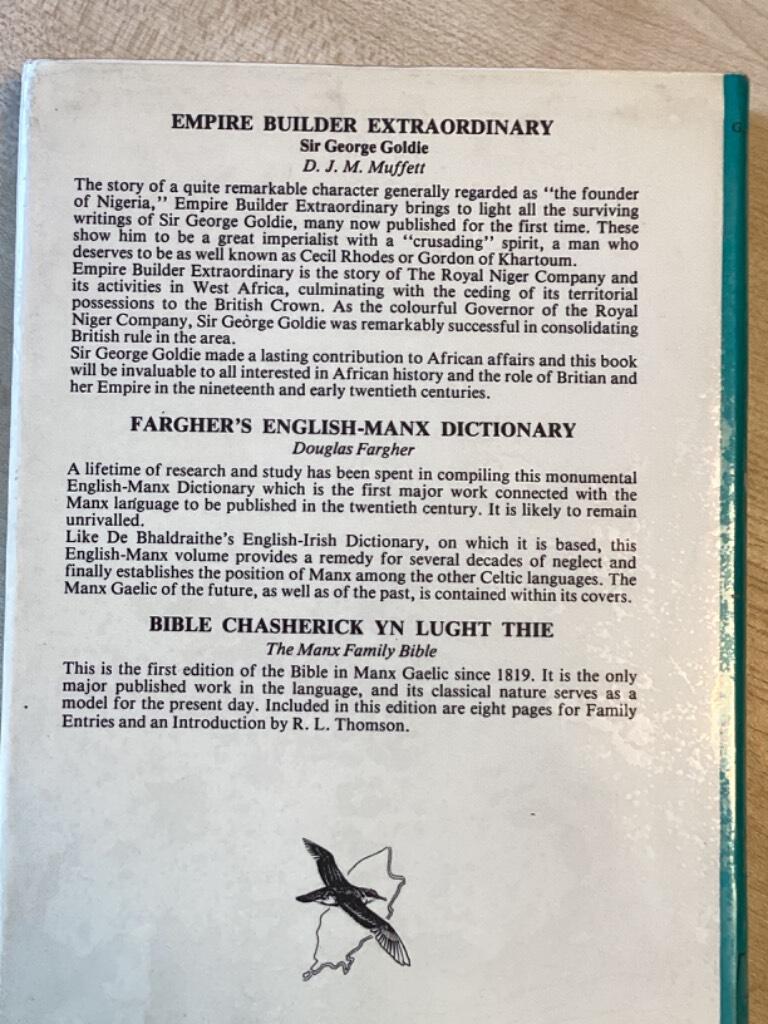 EMPIRE BUILDER EXTRAORDINARY
Sir George Goldie
D. J. M. Muffett
The story of a quite remarkable character generally regarded as "the founder
of Nigeria," Empire Builder Extraordinary brings to light all the surviving
writings of Sir George Goldie, many now published for the first time. These
show him to be a great imperialist with a "crusading" spirit, a man who
deserves to be as well known as Cecil Rhodes or Gordon of Khartoum.
Empire Builder Extraordinary is the story of The Royal Niger Company and
its activities in West Africa, culminating with the ceding of its territorial
possessions to the British Crown. As the colourful Governor of the Royal
Niger Company, Sir George Goldie was remarkably successful in consolidating
British rule in the area.
Sir George Goldie made a lasting contribution to African affairs and this book
will be invaluable to all interested in African history and the role of Britian and
her Empire in the nineteenth and early twentieth centuries.
FARGHER'S ENGLISH-MANX DICTIONARY
Douglas Fargher
A lifetime of research and study has been spent in compiling this monumental
English-Manx Dictionary which is the first major work connected with the
Manx language to be published in the twentieth century. It is likely to remain
unrivalled.
Like De Bhaldraithe's English-Irish Dictionary, on which it is based, this
English-Manx volume provides a remedy for several decades of neglect and
finally establishes the position of Manx among the other Celtic languages. The
Manx Gaelic of the future, as well as of the past, is contained within its covers.
BIBLE CHASHERICK YN LUGHT THIE
The Manx Family Bible
This is the first edition of the Bible in Manx Gaelic since 1819. It is the only
major published work in the language, and its classical nature serves as a
model for the present day. Included in this edition are eight pages for Family
Entries and an Introduction by R. L. Thomson.